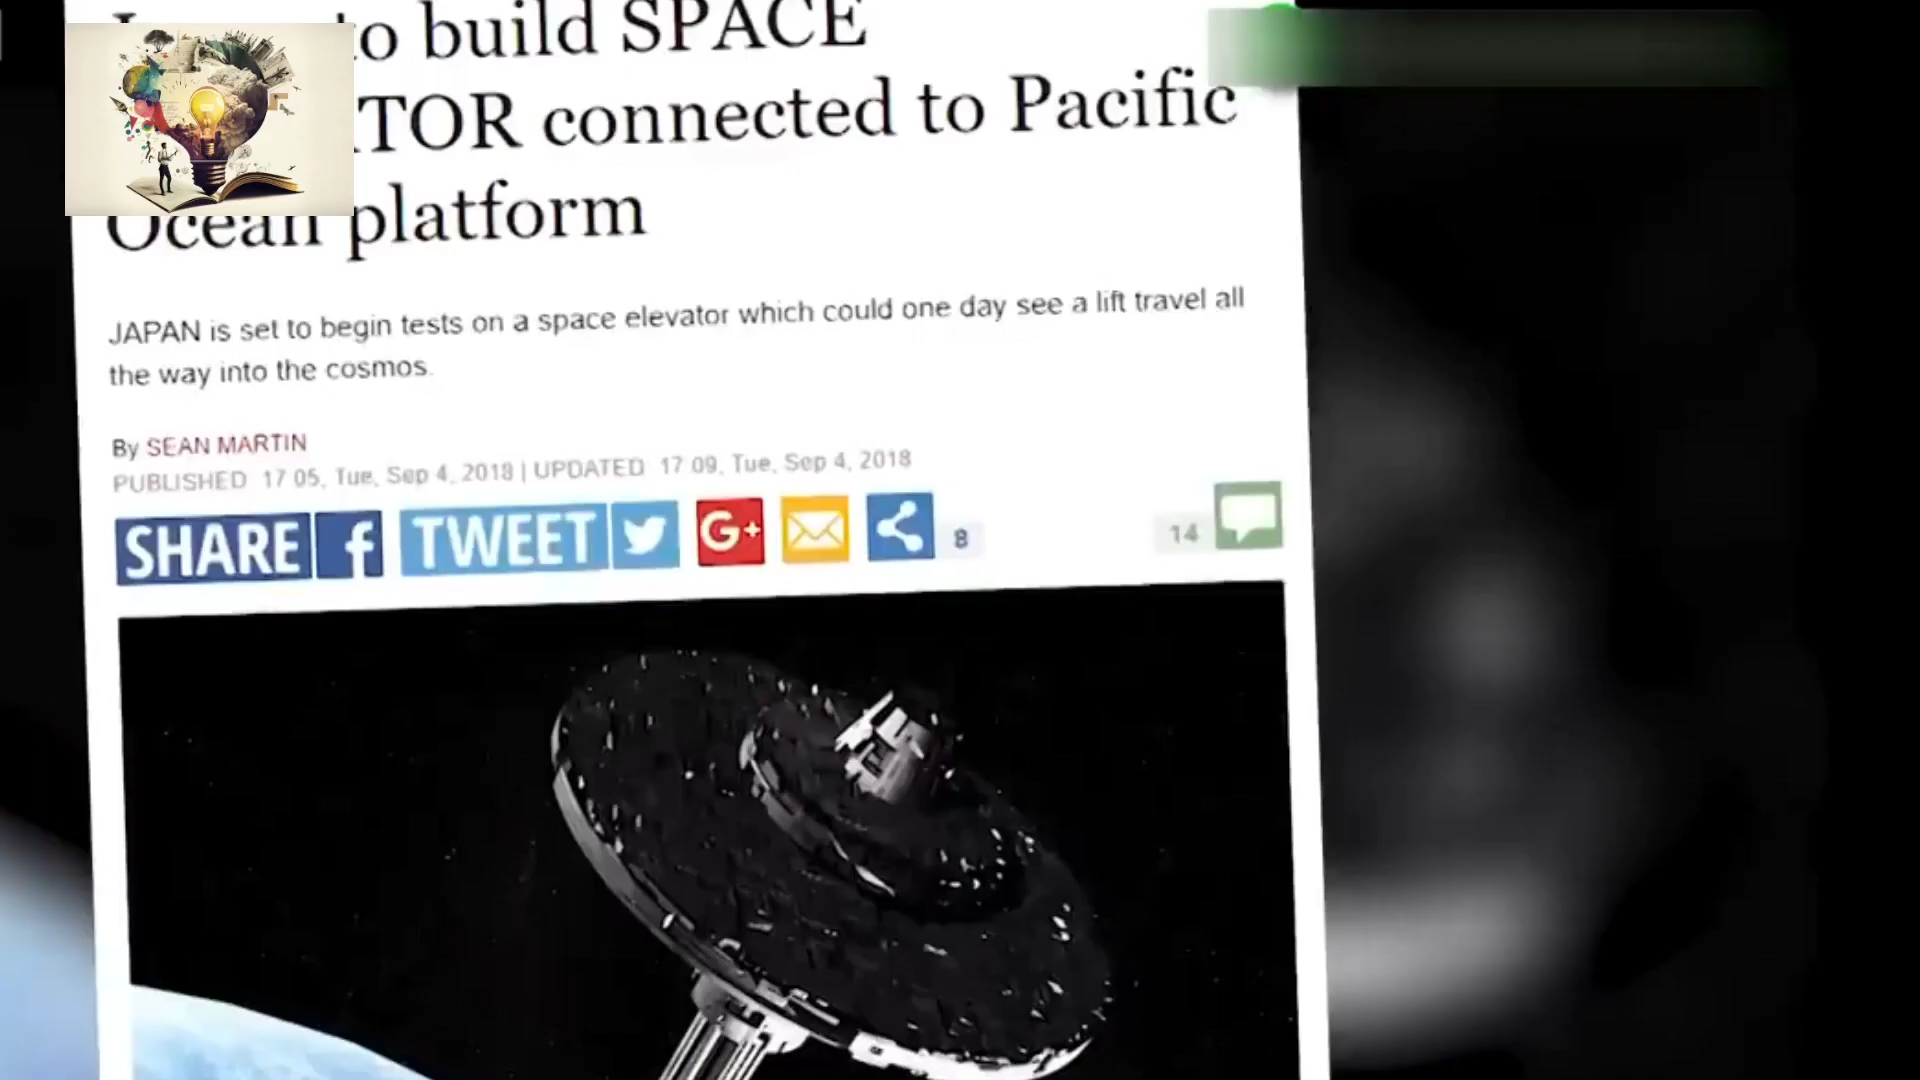 to build SPACE
TOR connected to Pacific
Ocean platform
JAPAN is set to begin tests on a space elevator which could one day see a lift travel all
the way into the cosmos.
By SEAN MARTIN
PUBLISHED 17 05, Tue, Sep 4, 2018 | UPDATED 17 09, Tue, Sep 4, 2018
SHARE f TWEET G+ 8 14